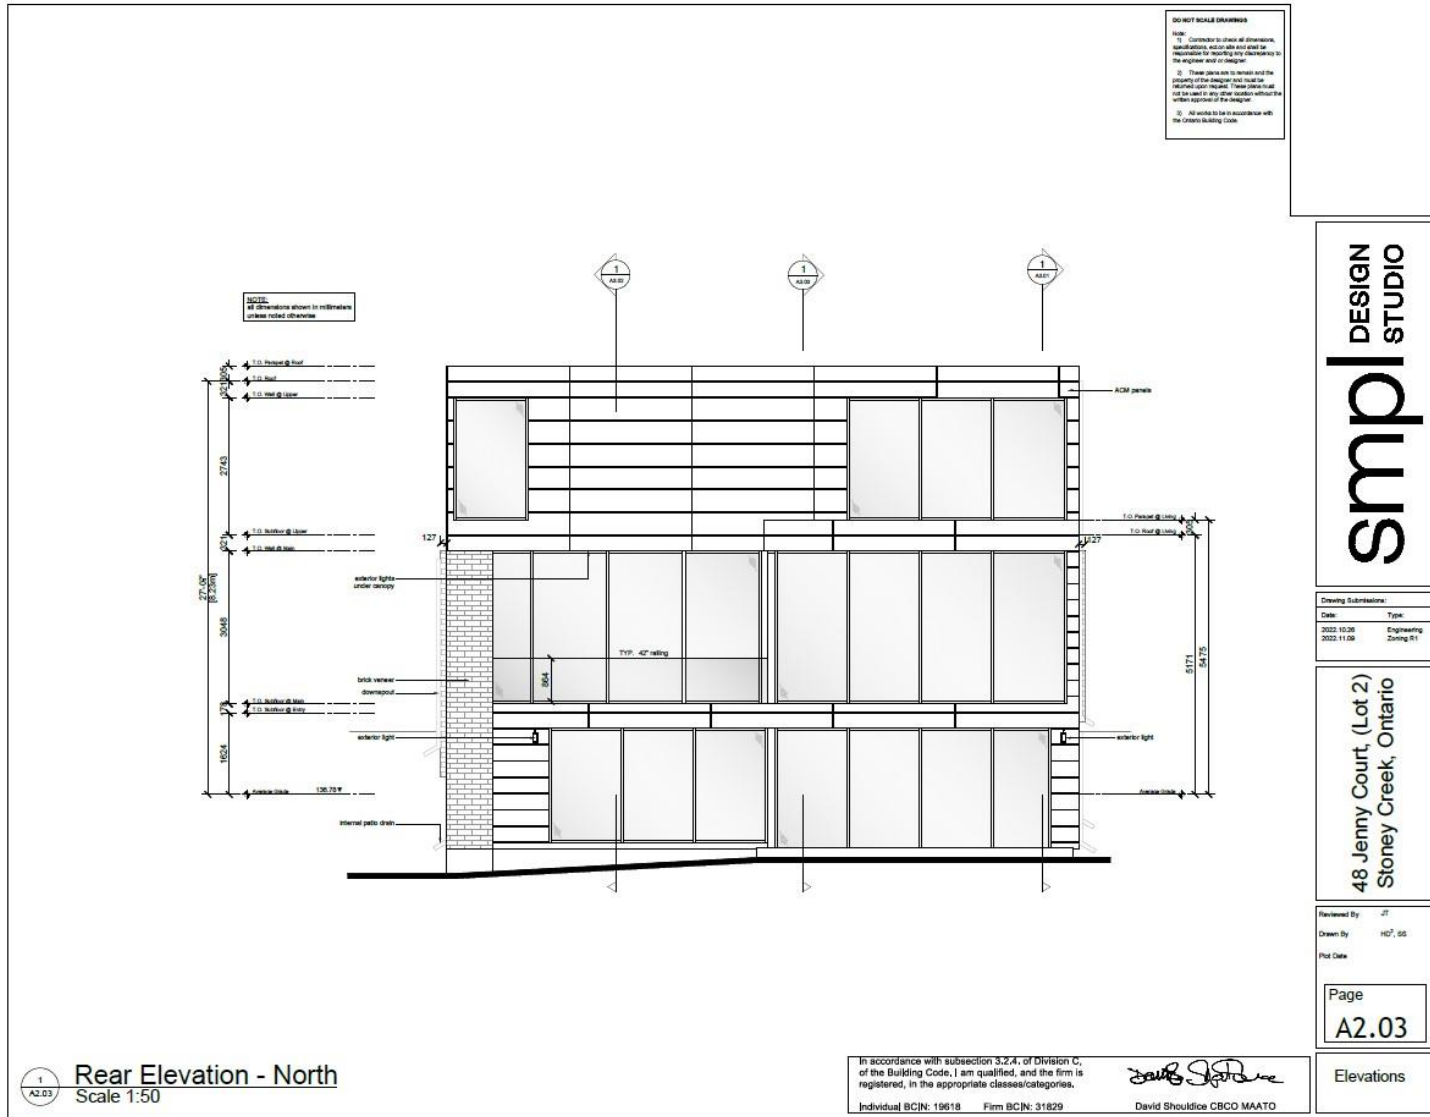 DO NOT SCALE DRAWINGS
Note:
1) Contractor to check all dimensions,
specifications, ect.on site and shall be
responsible for reporting any discrepancy to
the engineer and/ or designer.
2) These plans are to remain and the
property of the designer and must be
returned upon request. These plans must
not be used in any other location without the
written approval of the designer.
3) All works to be in accordance with
the Ontario Building Code.
smpl DESIGN
STUDIO
1
A3.02
1
A3.03
1
A3.01
NOTE:
all dimensions shown in millimeters
unless noted otherwise
T.O. Parapet @ Roof
305
T.O. Roof
321
T.O. Wall @ Upper
ACM panels
2743
T.O. Parapet @ Living
305
T.O. Subfloor @ Upper
T.O. Roof @ Living
321
127
127
T.O. Wall @ Main
exterior lights
under canopy
27'-0"
[8.23m]
3048
TYP. 42" railing
864
5171
5475
brick veneer
downspout
T.O. Subfloor @ Main
178
T.O. Subfloor @ Entry
exterior light
exterior light
1624
Average Grade
136.78
Average Grade
internal patio drain
Drawing Submissions:
Date: Type:
2022.10.26 Engineering
2022.11.09 Zoning R1
48 Jenny Court, (Lot 2)
Stoney Creek, Ontario
Reviewed By JT
Drawn By HD², SS
Plot Date
Page
A2.03
Elevations
1
A2.03
Rear Elevation - North
Scale 1:50
In accordance with subsection 3.2.4. of Division C,
of the Building Code, I am qualified, and the firm is
registered, in the appropriate classes/categories.
Individual BCIN: 19618 Firm BCIN: 31829
David Shouldice CBCO MAATO